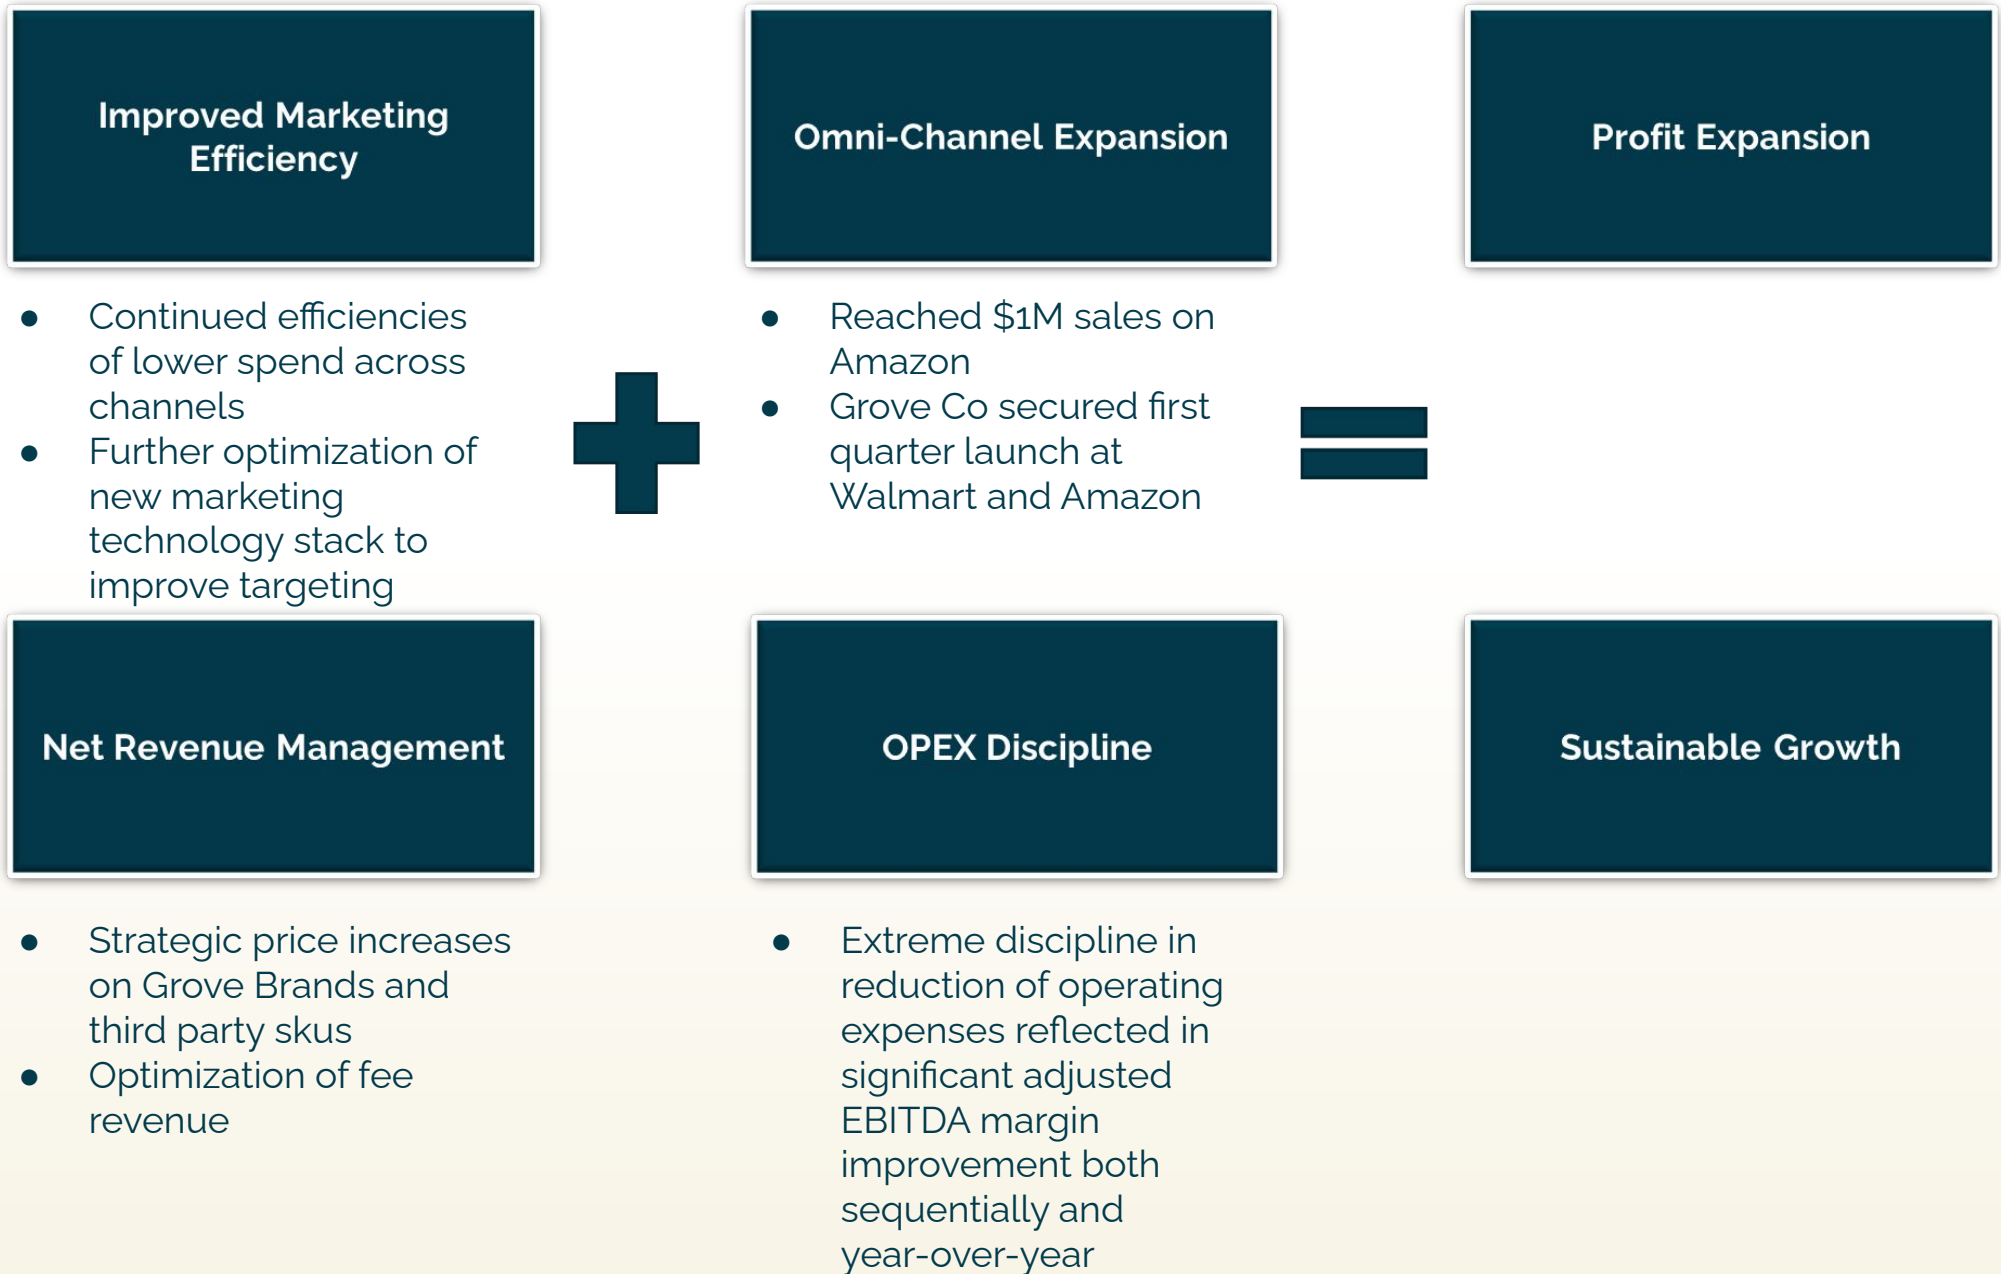 Improved Marketing
Efficiency
● Continued efficiencies
of lower spend across
channels
● Further optimization of
new marketing
technology stack to
improve targeting
Omni-Channel Expansion
● Reached $1M sales on
Amazon
● Grove Co secured first
quarter launch at
Walmart and Amazon
Profit Expansion
Net Revenue Management
● Strategic price increases
on Grove Brands and
third party skus
● Optimization of fee
revenue
OPEX Discipline
● Extreme discipline in
reduction of operating
expenses reflected in
significant adjusted
EBITDA margin
improvement both
sequentially and
year-over-year
Sustainable Growth